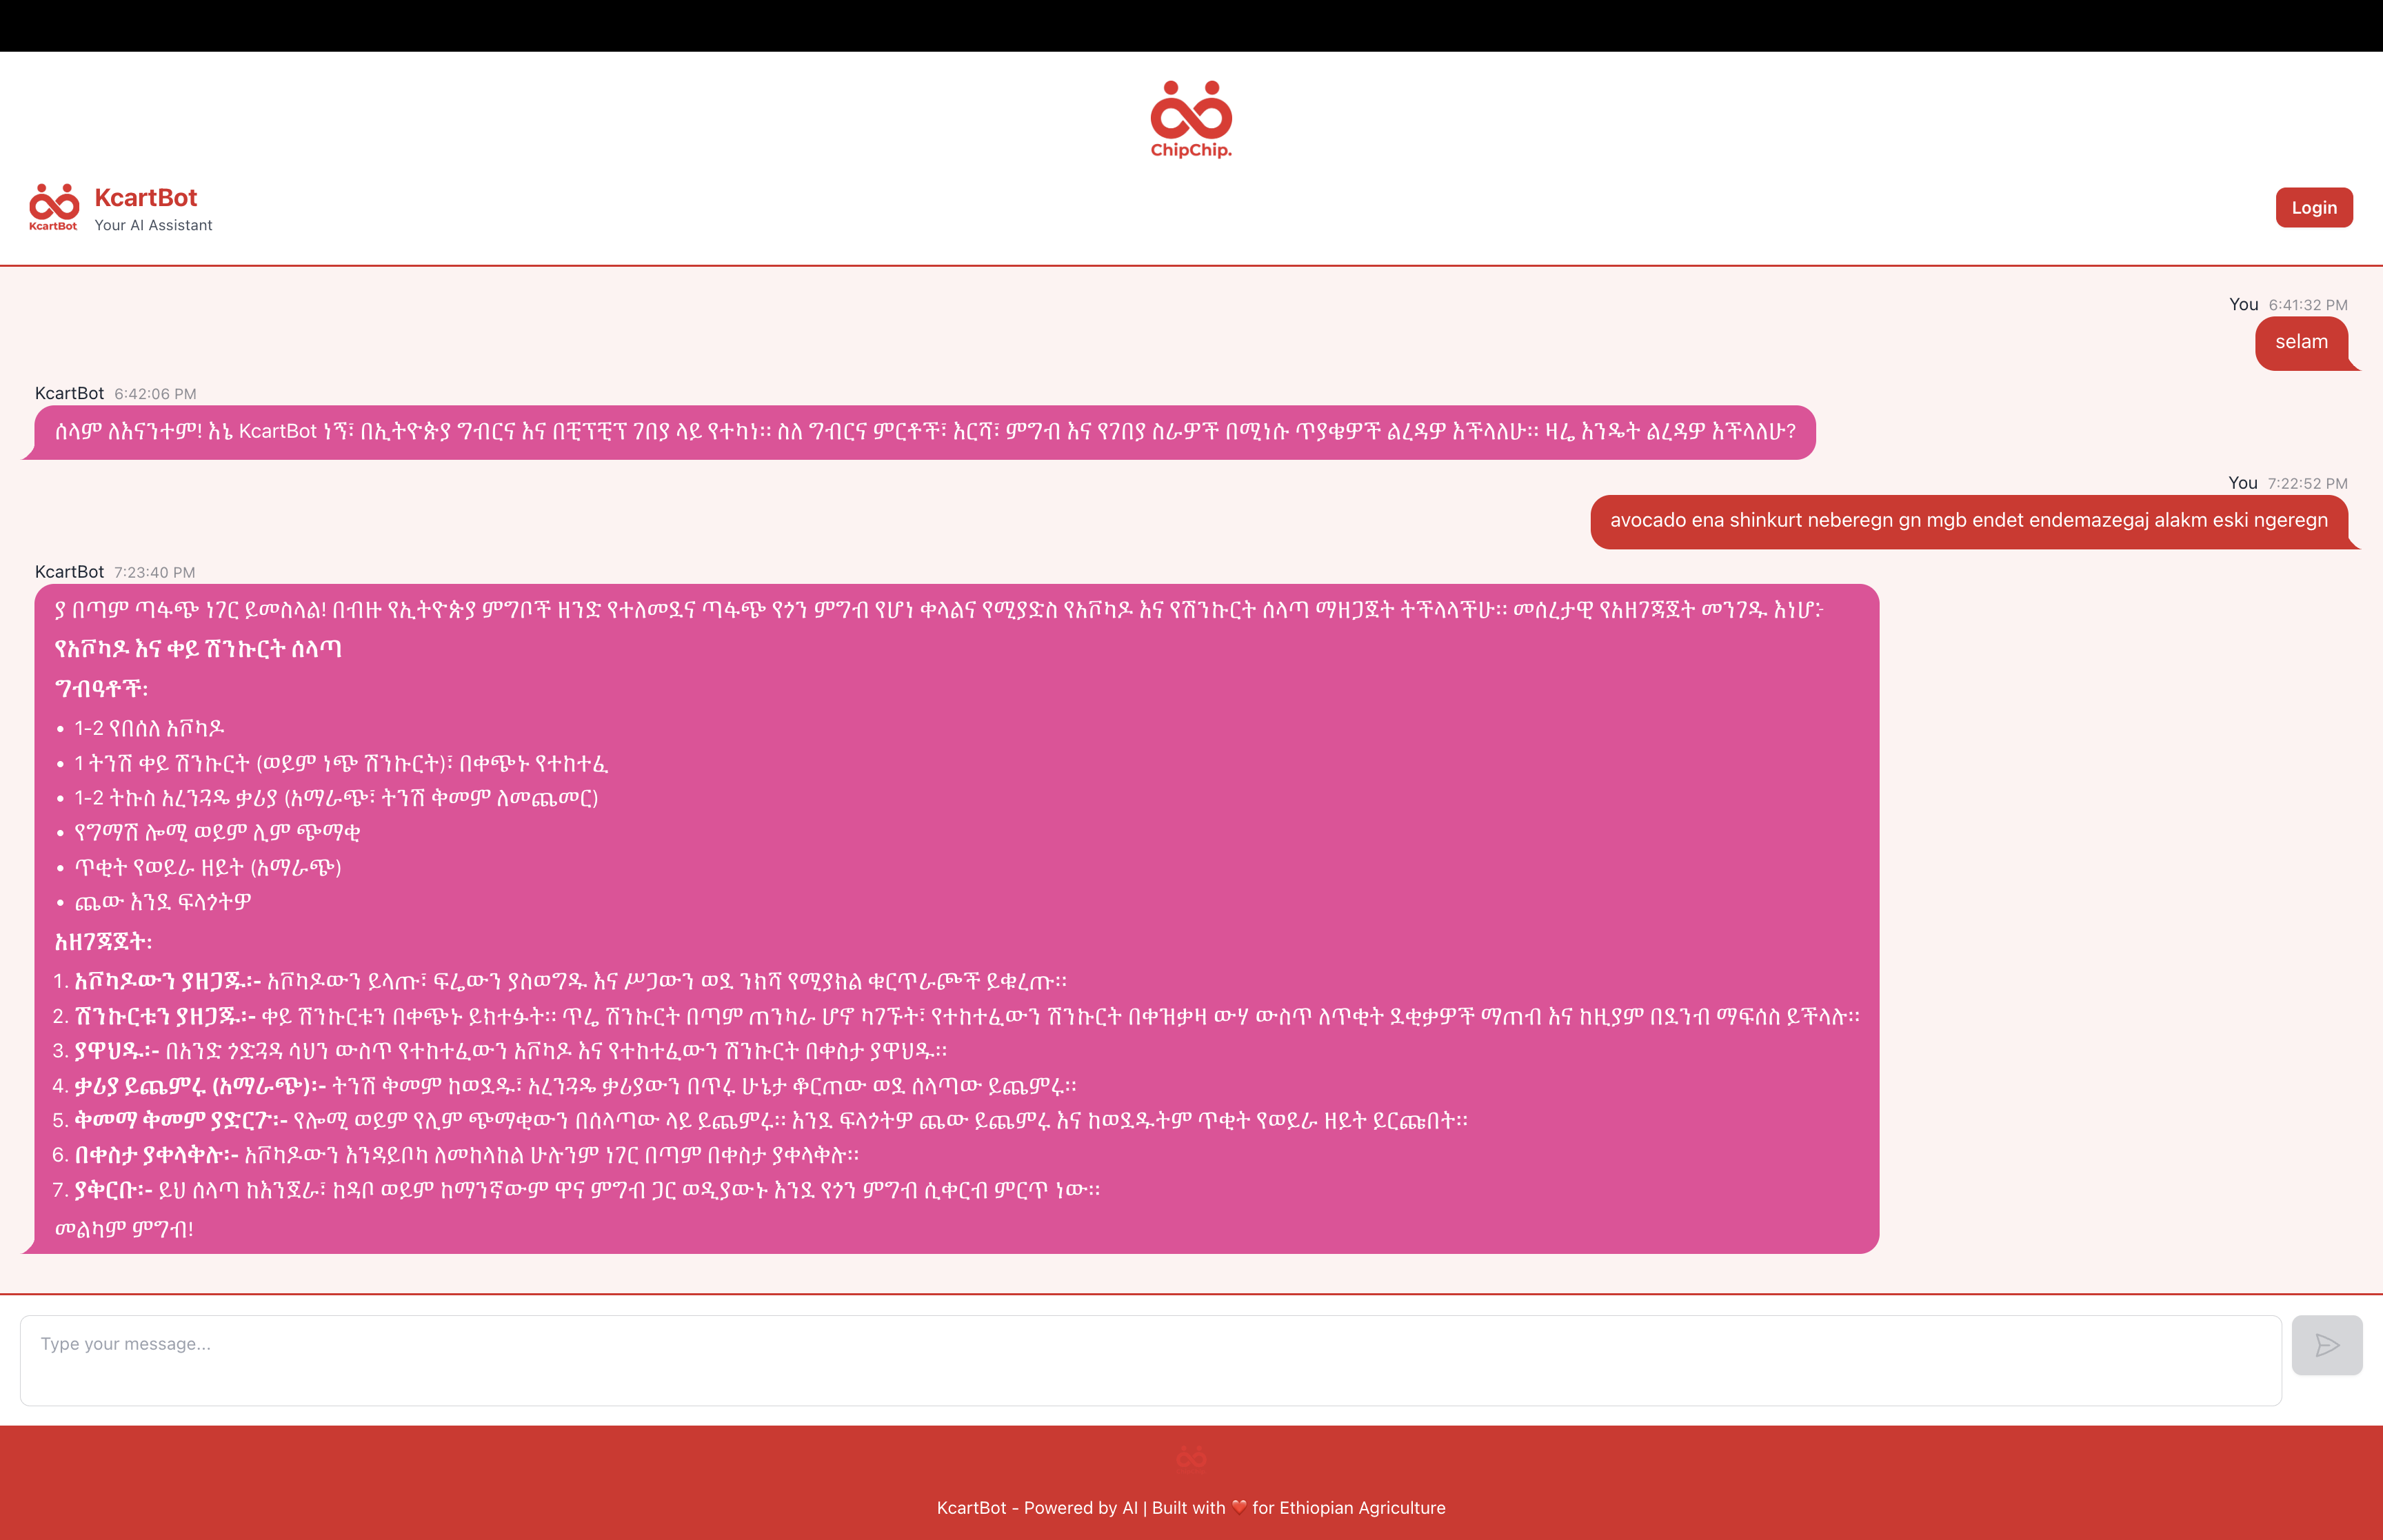 ChipChip.
KcartBot
KcartBot
Your AI Assistant
Login
You 6:41:32 PM
selam
KcartBot 6:42:06 PM
ሰላም ለእናንተም! እኔ KcartBot ነኝ፣ በኢትዮጵያ ግብርና እና በቺፕቺፕ ገበያ ላይ የተካነ። ስለ ግብርና ምርቶች፣ እርሻ፣ ምግብ እና የገበያ ስራዎች በሚነሱ ጥያቄዎች ልረዳዎ እችላለሁ። ዛሬ እንዴት ልረዳዎ እችላለሁ?
You 7:22:52 PM
avocado ena shinkurt neberegn gn mgb endet endemazegaj alakm eski ngeregn
KcartBot 7:23:40 PM
ያ በጣም ጣፋጭ ነገር ይመስላል! በብዙ የኢትዮጵያ ምግቦች ዘንድ የተለመደና ጣፋጭ የጎን ምግብ የሆነ ቀላልና የሚያድስ የአቮካዶ እና የሽንኩርት ሰላጣ ማዘጋጀት ትችላላችሁ። መሰረታዊ የአዘገጃጀት መንገዱ እነሆ፦
የአቮካዶ እና ቀይ ሽንኩርት ሰላጣ
ግብዓቶች፡
• 1-2 የበሰለ አቮካዶ
• 1 ትንሽ ቀይ ሽንኩርት (ወይም ነጭ ሽንኩርት)፣ በቀጭኑ የተከተፈ
• 1-2 ትኩስ አረንጓዴ ቃሪያ (አማራጭ፣ ትንሽ ቅመም ለመጨመር)
• የግማሽ ሎሚ ወይም ሊም ጭማቂ
• ጥቂት የወይራ ዘይት (አማራጭ)
• ጨው እንደ ፍላጎትዎ
አዘገጃጀት፡
1. አቮካዶውን ያዘጋጁ፡- አቮካዶውን ይላጡ፣ ፍሬውን ያስወግዱ እና ሥጋውን ወደ ንክሻ የሚያክል ቁርጥራጮች ይቁረጡ።
2. ሽንኩርቱን ያዘጋጁ፡- ቀይ ሽንኩርቱን በቀጭኑ ይክተፉት። ጥሬ ሽንኩርት በጣም ጠንካራ ሆኖ ካገኙት፣ የተከተፈውን ሽንኩርት በቀዝቃዛ ውሃ ውስጥ ለጥቂት ደቂቃዎች ማጠብ እና ከዚያም በደንብ ማፍሰስ ይችላሉ።
3. ያዋህዱ፡- በአንድ ጎድጓዳ ሳህን ውስጥ የተከተፈውን አቮካዶ እና የተከተፈውን ሽንኩርት በቀስታ ያዋህዱ።
4. ቃሪያ ይጨምሩ (አማራጭ)፡- ትንሽ ቅመም ከወደዱ፣ አረንጓዴ ቃሪያውን በጥሩ ሁኔታ ቆርጠው ወደ ሰላጣው ይጨምሩ።
5. ቅመማ ቅመም ያድርጉ፡- የሎሚ ወይም የሊም ጭማቂውን በሰላጣው ላይ ይጨምሩ። እንደ ፍላጎትዎ ጨው ይጨምሩ እና ከወደዱትም ጥቂት የወይራ ዘይት ይርጩበት።
6. በቀስታ ያቀላቅሉ፡- አቮካዶውን እንዳይቦካ ለመከላከል ሁሉንም ነገር በጣም በቀስታ ያቀላቅሉ።
7. ያቅርቡ፡- ይህ ሰላጣ ከእንጀራ፣ ከዳቦ ወይም ከማንኛውም ዋና ምግብ ጋር ወዲያውኑ እንደ የጎን ምግብ ሲቀርብ ምርጥ ነው።
መልካም ምግብ!
Type your message...
KcartBot - Powered by AI | Built with ❤️ for Ethiopian Agriculture